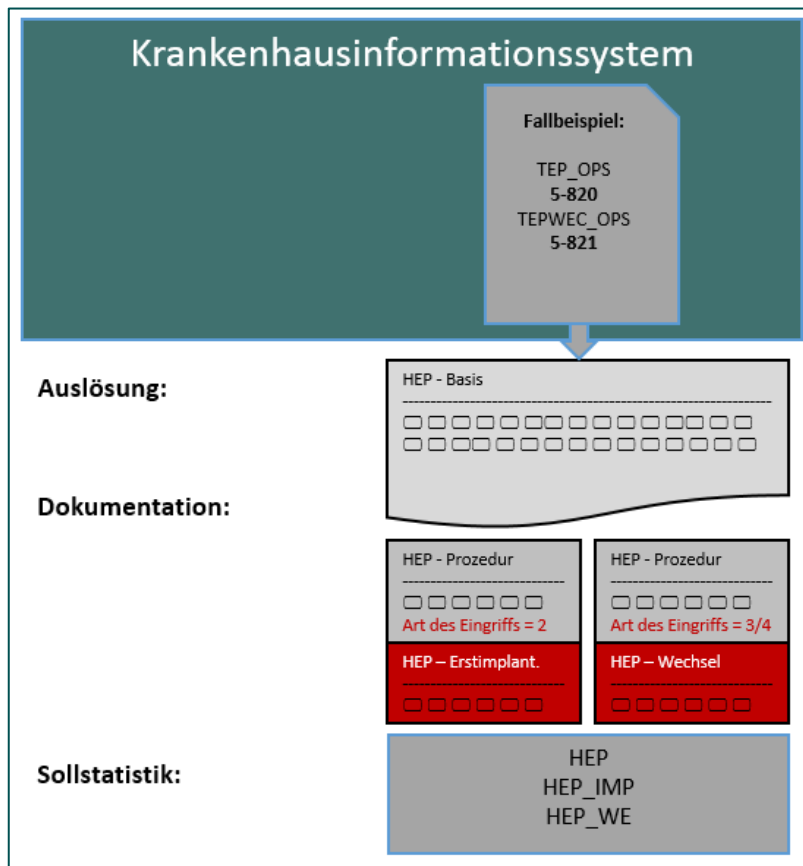 Krankenhausinformationssystem
Fallbeispiel:
TEP_OPS
5-820
TEPWEC_OPS
5-821
Auslösung:
HEP - Basis
Dokumentation:
HEP - Prozedur
Art des Eingriffs = 2
HEP – Erstimplant.
HEP - Prozedur
Art des Eingriffs = 3/4
HEP – Wechsel
Sollstatistik:
HEP
HEP_IMP
HEP_WE